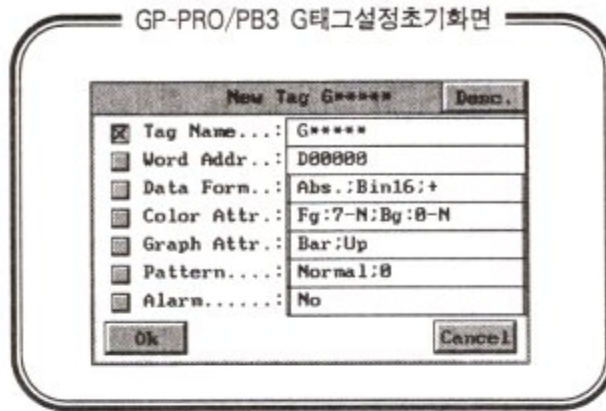 GP-PRO/PB3 G태그설정초기화면
New Tag G***** Desc.
Tag Name...: G*****
Word Addr..: D00000
Data Form..: Abs.;Bin16;+
Color Attr.: Fg:7-N;Bg:0-N
Graph Attr.: Bar;Up
Pattern....: Normal;0
Alarm......: No
Ok Cancel